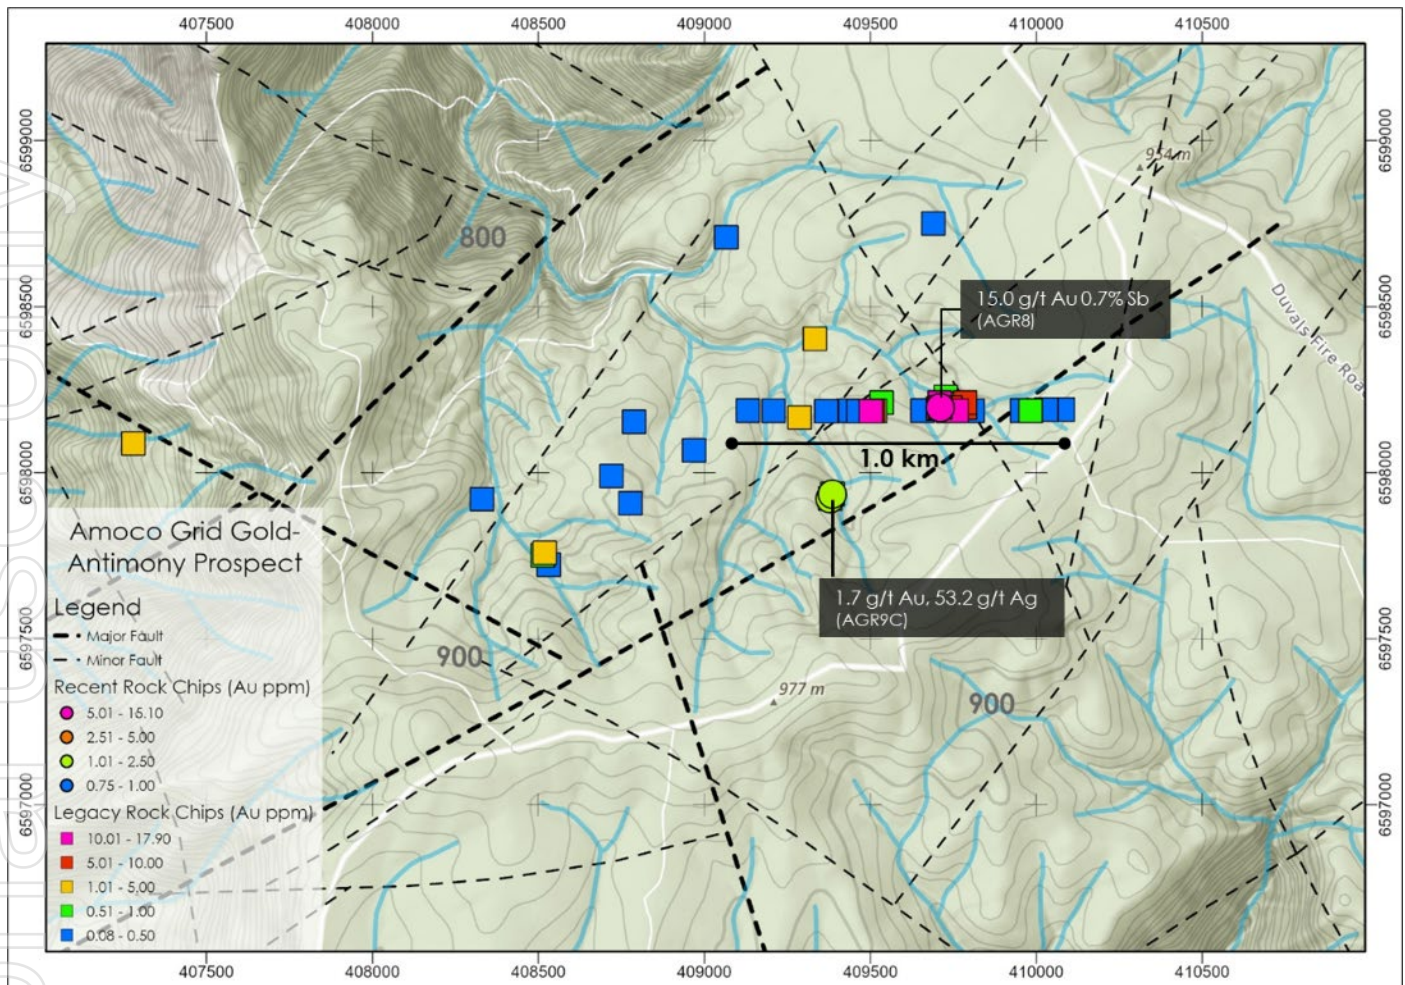 407500 408000 408500 409000 409500 410000 410500
6599000
6599000
954 m
800
6598500
15.0 g/t Au 0.7% Sb
(AGR8)
6598500
Duvals Fire Roa
1.0 km
6598000
6598000
Amoco Grid Gold-
Antimony Prospect
Legend
Major Fault
Minor Fault
Recent Rock Chips (Au ppm)
5.01 - 16.10
2.51 - 5.00
1.01 - 2.50
0.75 - 1.00
Legacy Rock Chips (Au ppm)
10.01 - 17.90
5.01 - 10.00
1.01 - 5.00
0.51 - 1.00
0.08 - 0.50
1.7 g/t Au, 53.2 g/t Ag
(AGR9C)
6597500
6597500
900
977 m
900
6597000
6597000
407500 408000 408500 409000 409500 410000 410500